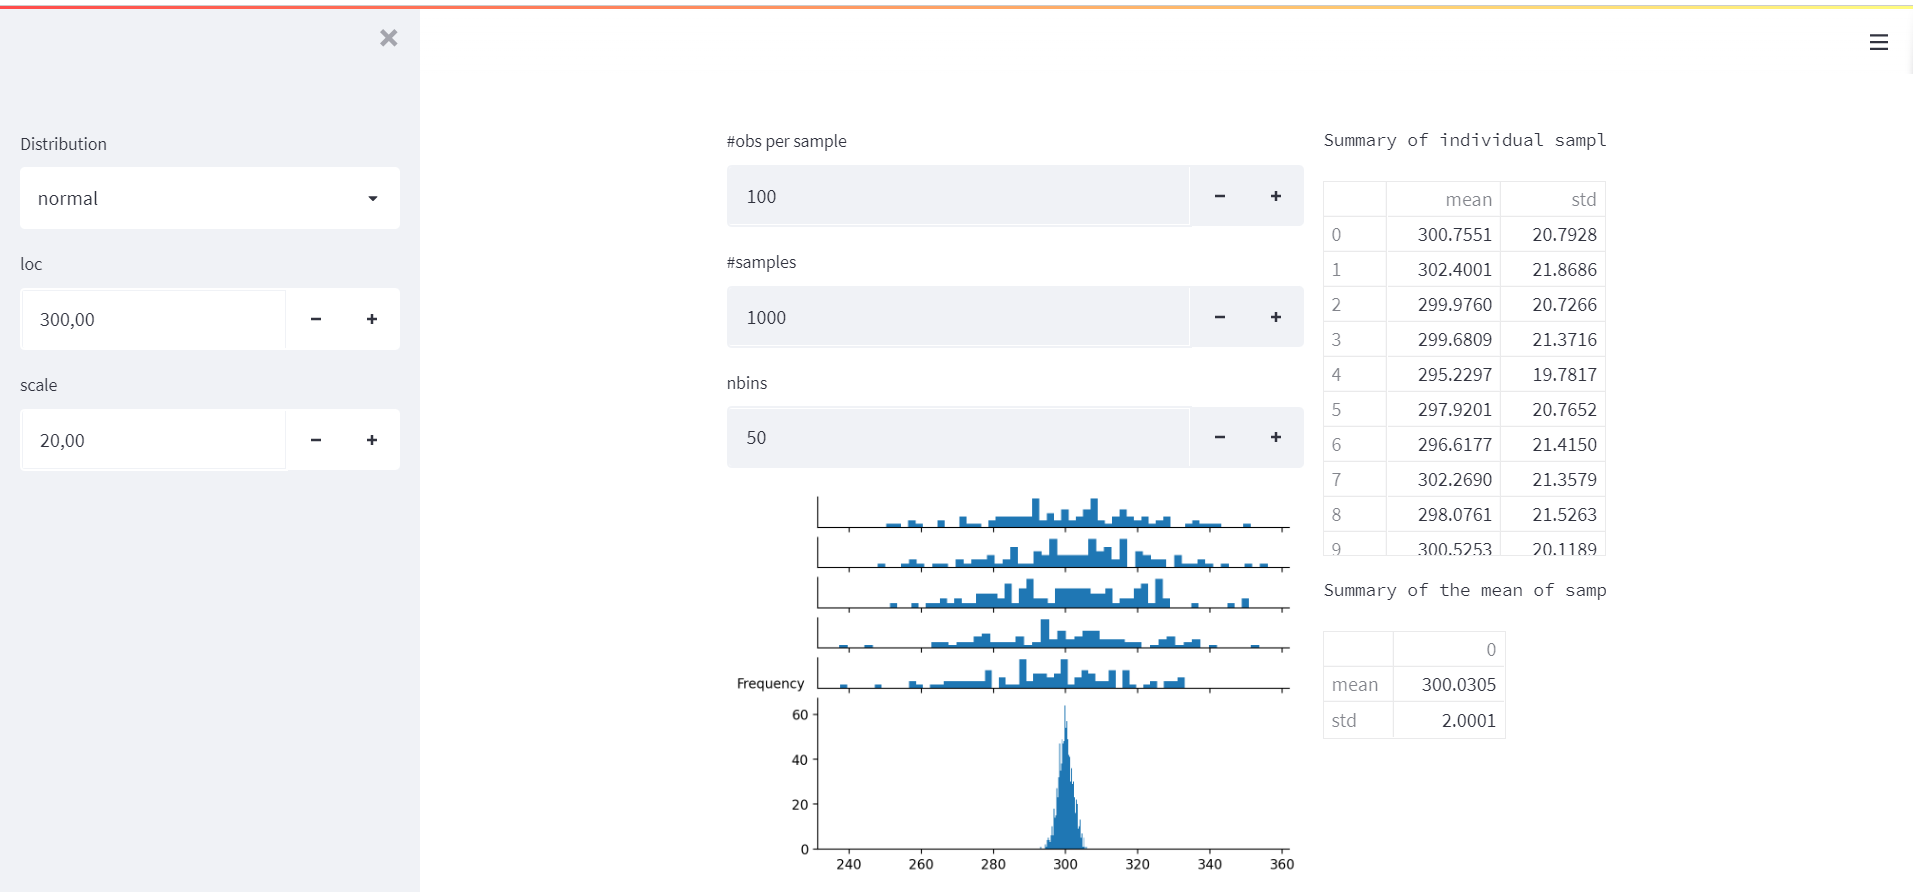 Distribution
normal
loc
300,00
scale
20,00
#obs per sample
100
#samples
1000
nbins
50
Frequency
60
40
20
0
240 260 280 300 320 340 360
Summary of individual sampl
mean std
0 300.7551 20.7928
1 302.4001 21.8686
2 299.9760 20.7266
3 299.6809 21.3716
4 295.2297 19.7817
5 297.9201 20.7652
6 296.6177 21.4150
7 302.2690 21.3579
8 298.0761 21.5263
9 300.5253 20.1189
Summary of the mean of samp
0
mean 300.0305
std 2.0001